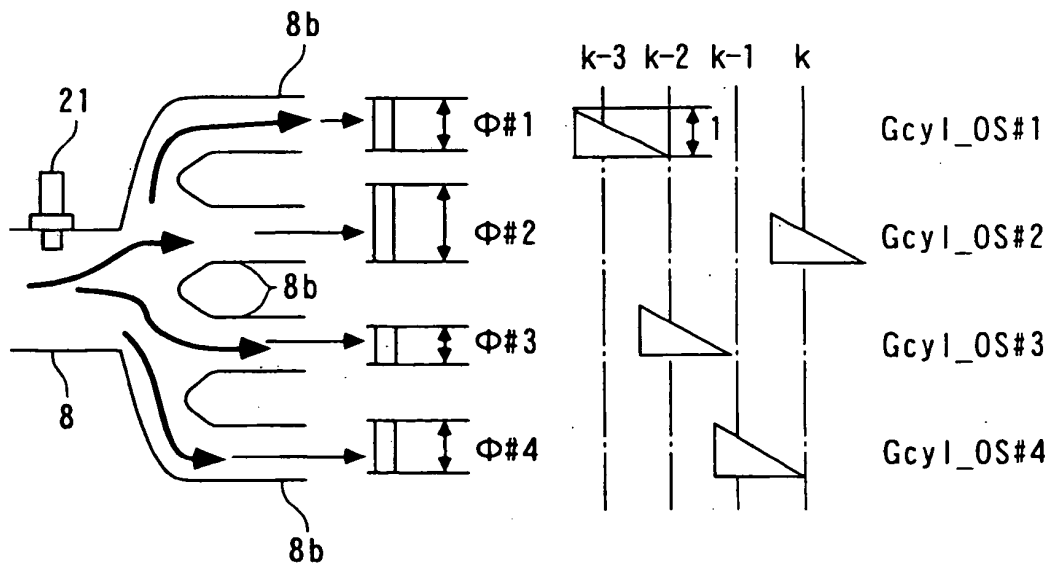 8b
21
k-3 k-2 k-1 k
Φ#1
1
Gcyl_OS#1
Φ#2
Gcyl_OS#2
8b
Φ#3
Gcyl_OS#3
8
Φ#4
Gcyl_OS#4
8b